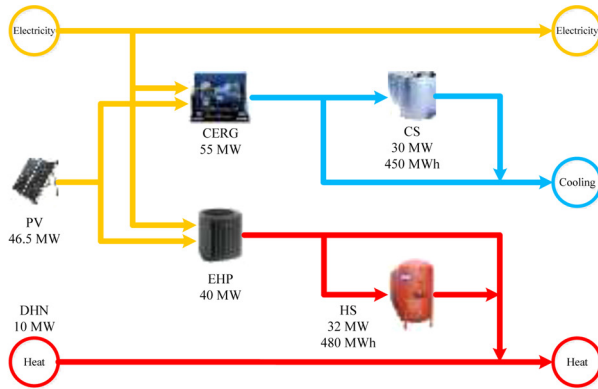 Electricity
Electricity
CERG
55 MW
CS
30 MW
450 MWh
PV
46.5 MW
Cooling
EHP
40 MW
DHN
10 MW
HS
32 MW
480 MWh
Heat
Heat